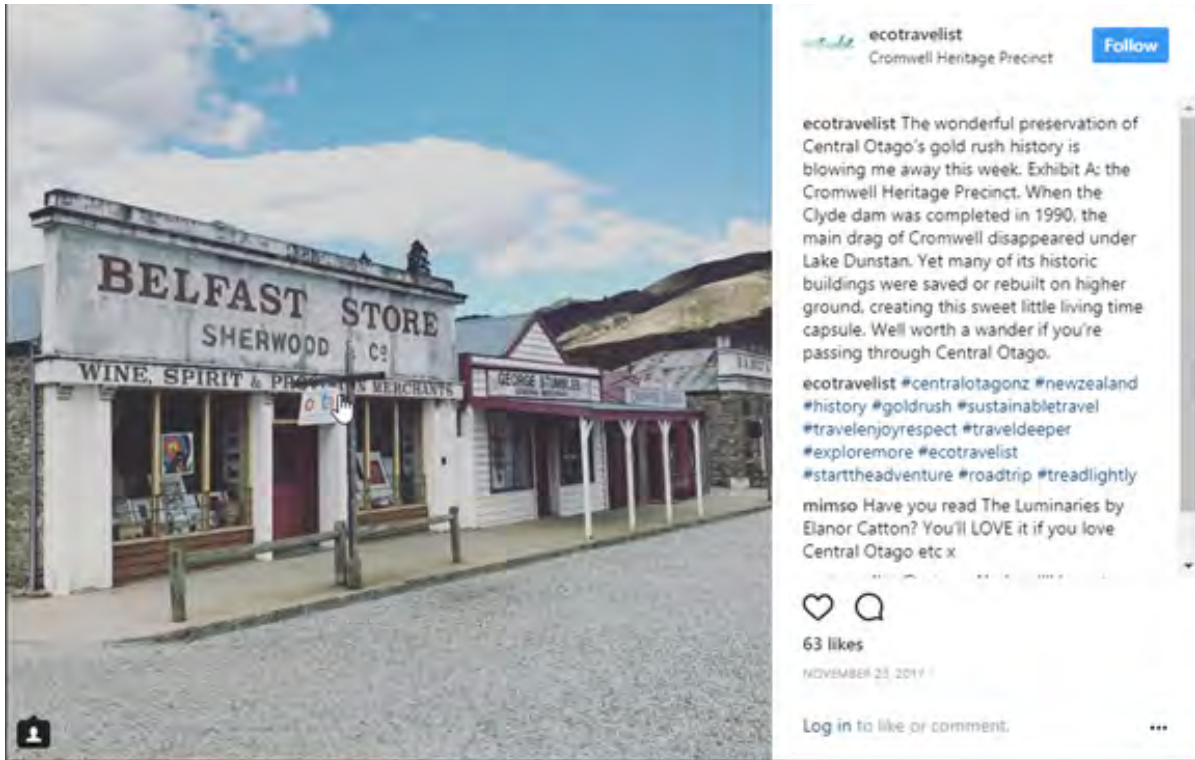 BELFAST STORE
SHERWOOD & Co
WINE, SPIRIT & PROVISION MERCHANTS
GEORGE STUMBLES
ecotravelist
Cromwell Heritage Precinct
Follow
ecotravelist The wonderful preservation of
Central Otago's gold rush history is
blowing me away this week. Exhibit A: the
Cromwell Heritage Precinct. When the
Clyde dam was completed in 1990, the
main drag of Cromwell disappeared under
Lake Dunstan. Yet many of its historic
buildings were saved or rebuilt on higher
ground, creating this sweet little living time
capsule. Well worth a wander if you're
passing through Central Otago.
ecotravelist #centralotagonz #newzealand
#history #goldrush #sustainabletravel
#travelenjoyrespect #traveldeeper
#exploremore #ecotravelist
#starttheadventure #roadtrip #treadlightly
mimso Have you read The Luminaries by
Elanor Catton? You'll LOVE it if you love
Central Otago etc x
63 likes
NOVEMBER 23, 2017
Log in to like or comment.